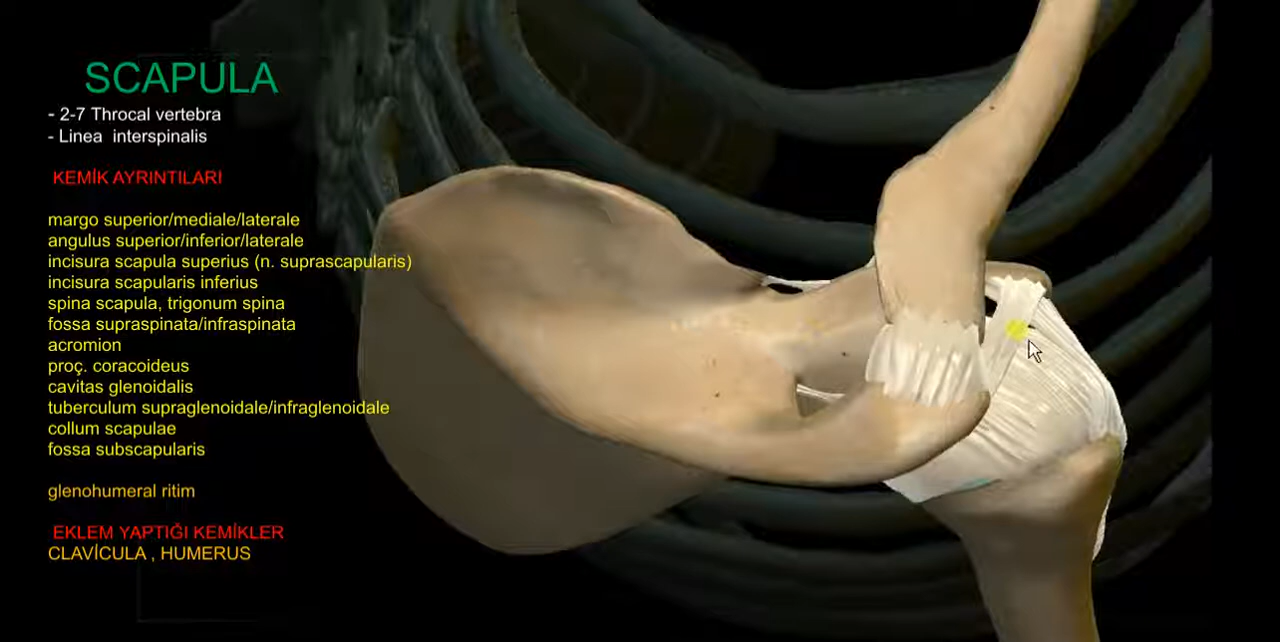 SCAPULA
- 2-7 Throcal vertebra
- Linea interspinalis
KEMİK AYRINTILARI
margo superior/mediale/laterale
angulus superior/inferior/laterale
incisura scapula superius (n. suprascapularis)
incisura scapularis inferius
spina scapula, trigonum spina
fossa supraspinata/infraspinata
acromion
proç. coracoideus
cavitas glenoidalis
tuberculum supraglenoidale/infraglenoidale
collum scapulae
fossa subscapularis
glenohumeral ritim
EKLEM YAPTIĞI KEMİKLER
CLAVİCULA , HUMERUS